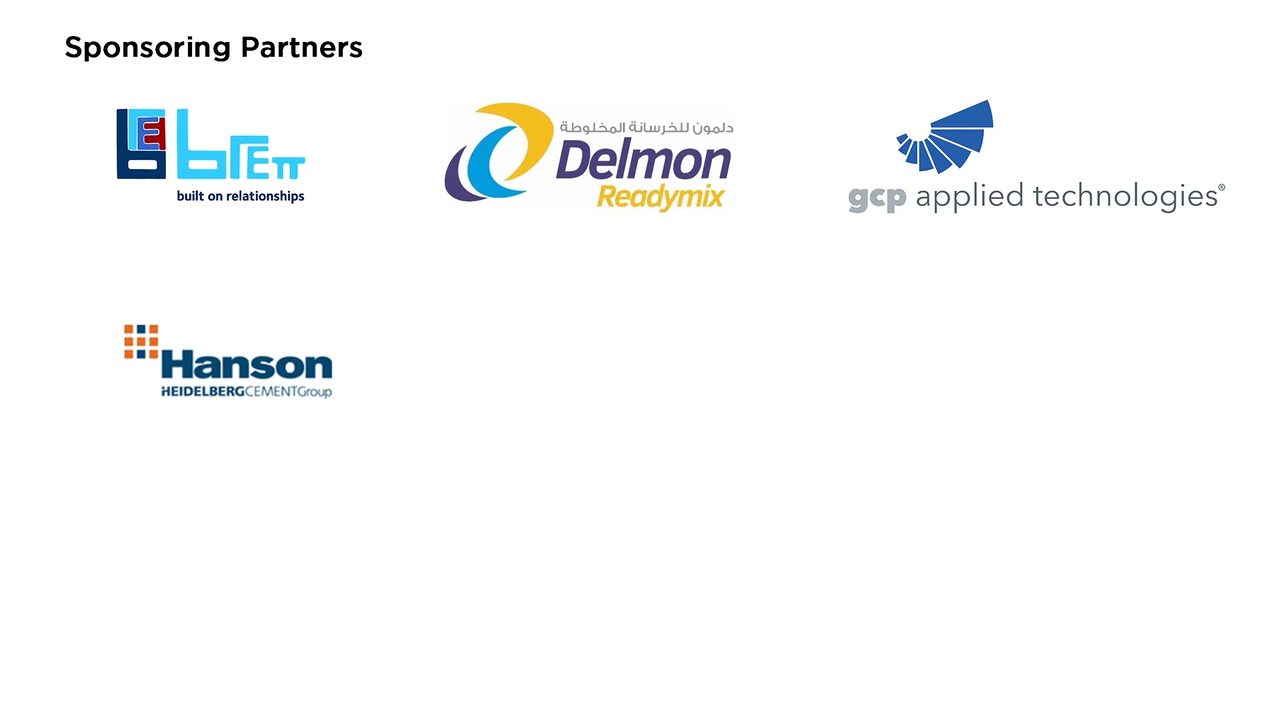 Sponsoring Partners
brett
built on relationships
دلمون للخرسانة المخلوطة
Delmon
Readymix
gcp applied technologies®
Hanson
HEIDELBERGCEMENTGroup